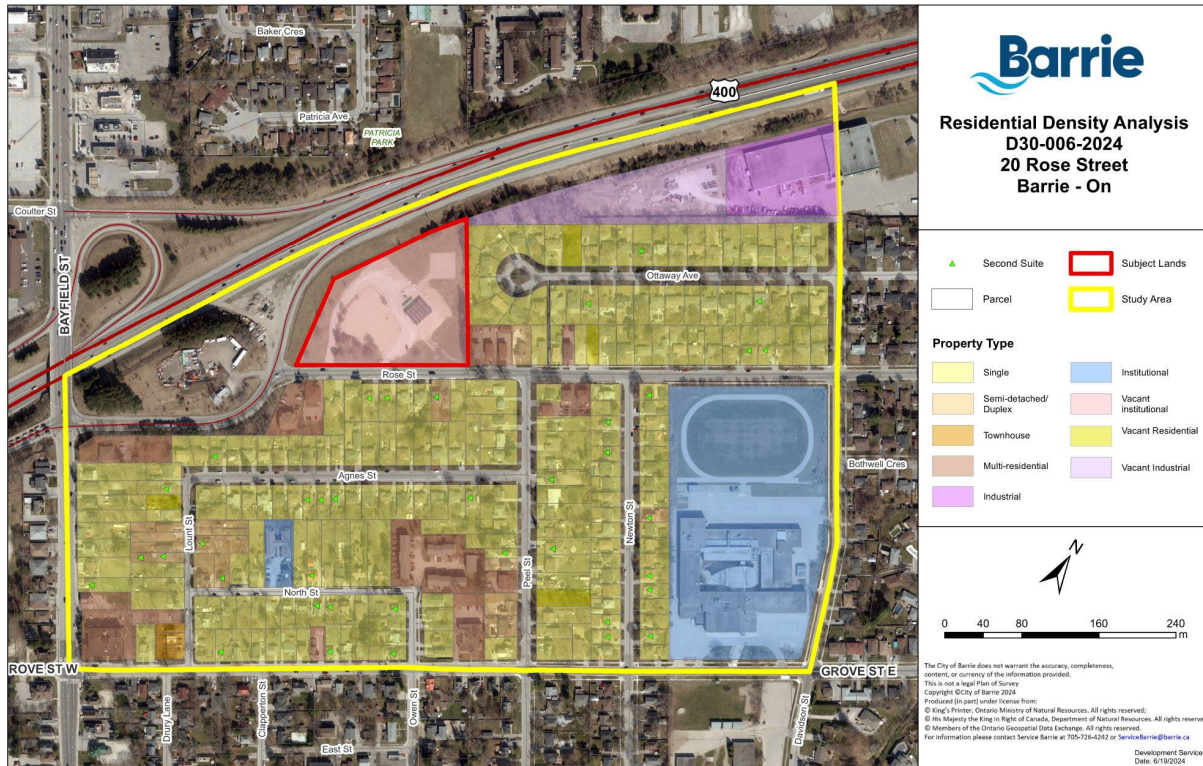 Baker Cres
400
Patricia Ave
PATRICIA
PARK
Coulter St
BAYFIELD ST
Ottaway Ave
Rose St
Agnes St
Bothwell Cres
Lount St
Newton St
Peel St
North St
ROVE ST W
GROVE ST E
Drury Lane
Clapperton St
Owen St
Davidson St
East St
Barrie
Residential Density Analysis
D30-006-2024
20 Rose Street
Barrie - On
Second Suite
Subject Lands
Parcel
Study Area
Property Type
Single
Institutional
Semi-detached/
Duplex
Vacant
institutional
Townhouse
Vacant Residential
Multi-residential
Vacant Industrial
Industrial
N
0 40 80 160 240
m
The City of Barrie does not warrant the accuracy, completeness,
content, or currency of the information provided.
This is not a legal Plan of Survey
Copyright ©City of Barrie 2024
Produced (in part) under license from:
© King's Printer, Ontario Ministry of Natural Resources. All rights reserved;
© His Majesty the King in Right of Canada, Department of Natural Resources. All rights reserve
© Members of the Ontario Geospatial Data Exchange. All rights reserved.
For information please contact Service Barrie at 705-726-4242 or ServiceBarrie@barrie.ca
Development Service
Date: 6/19/2024